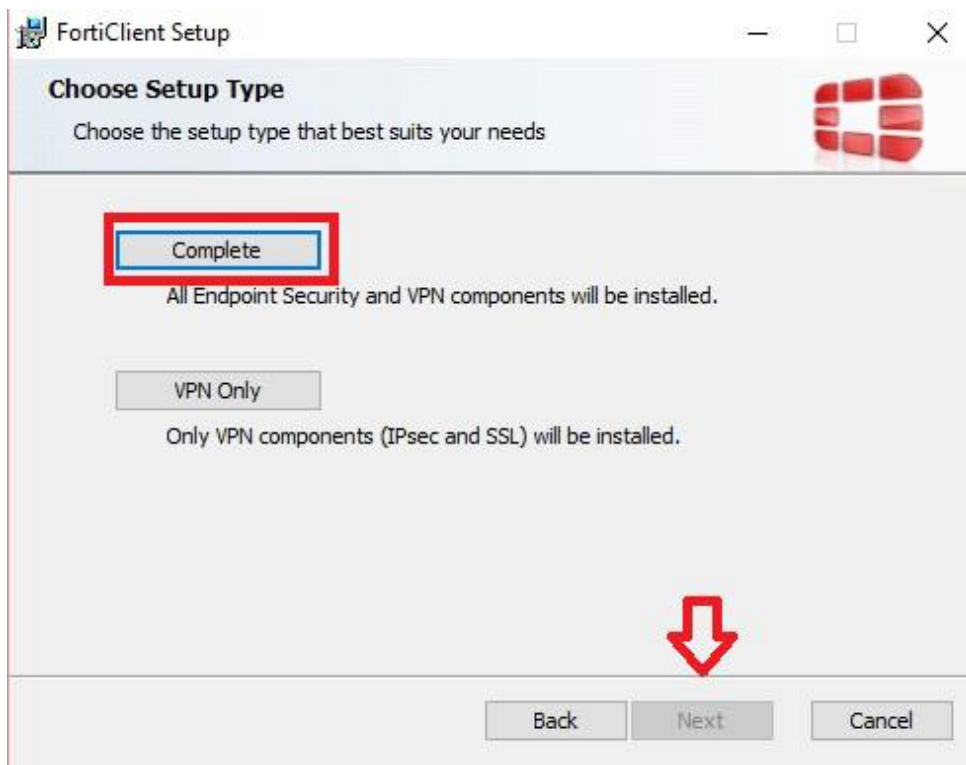 FortiClient Setup
Choose Setup Type
Choose the setup type that best suits your needs
Complete
All Endpoint Security and VPN components will be installed.
VPN Only
Only VPN components (IPsec and SSL) will be installed.
Back Next Cancel